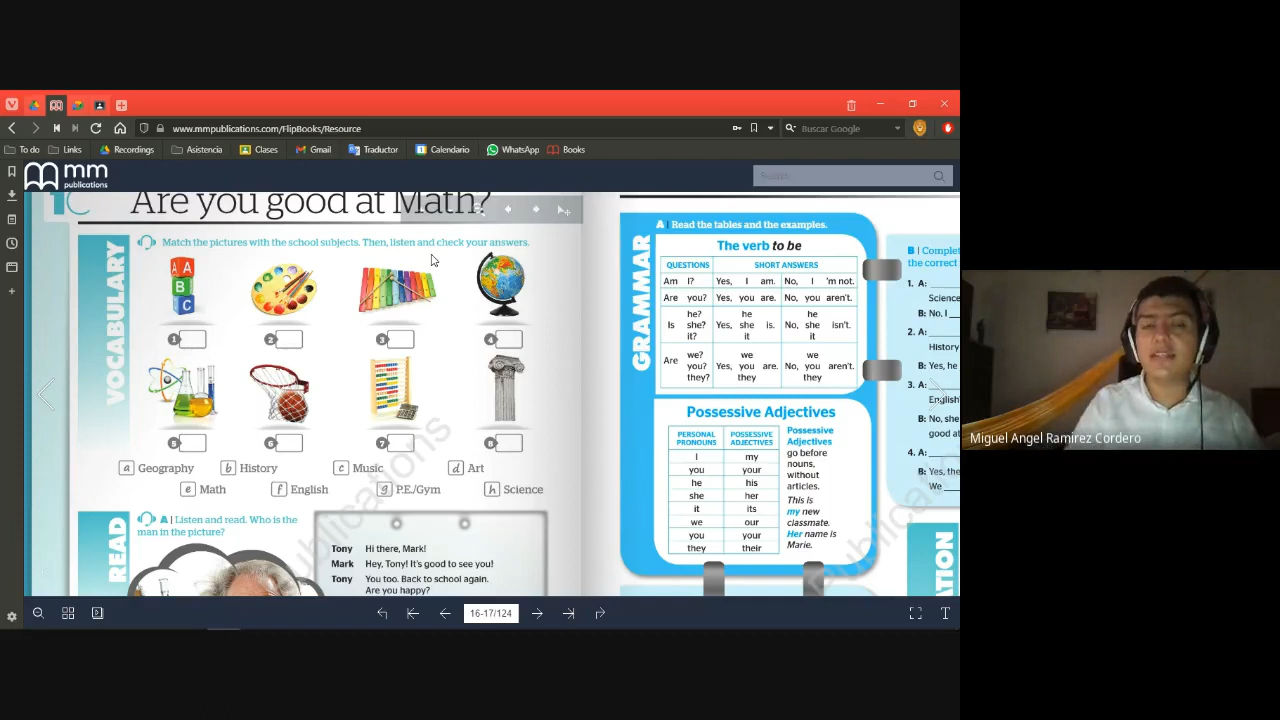 www.mmpublications.com/FlipBooks/Resource
Buscar Google
To do
Links
Recordings
Asistencia
Clases
Gmail
Traductor
Calendario
WhatsApp
Books
mm
publications
Search
1C
Are you good at Math?
VOCABULARY
Match the pictures with the school subjects. Then, listen and check your answers.
A A
B
C
1
2
3
4
5
6
7
8
a Geography
b History
c Music
d Art
e Math
f English
g P.E./Gym
h Science
READ
A | Listen and read. Who is the
man in the picture?
Tony Hi there, Mark!
Mark Hey, Tony! It's good to see you!
Tony You too. Back to school again.
Are you happy?
publications
GRAMMAR
A | Read the tables and the examples.
The verb to be
QUESTIONS SHORT ANSWERS
Am I? Yes, I am. No, I 'm not.
Are you? Yes, you are. No, you aren't.
he? he he
Is she? Yes, she is. No, she isn't.
it? it it
we? we we
Are you? Yes, you are. No, you aren't.
they? they they
Possessive Adjectives
PERSONAL PRONOUNS
POSSESSIVE ADJECTIVES
I my
you your
he his
she her
it its
we our
you your
they their
Possessive
Adjectives
go before
nouns,
without
articles.
This is
my new
classmate.
Her name is
Marie.
B | Complet
the correct
1. A:
Science
B: No, I
2. A:
History
B: Yes, he
3. A:
English
B: No, she
good at
4. A:
B: Yes, the
We
publication
16-17/124
Miguel Angel Ramirez Cordero